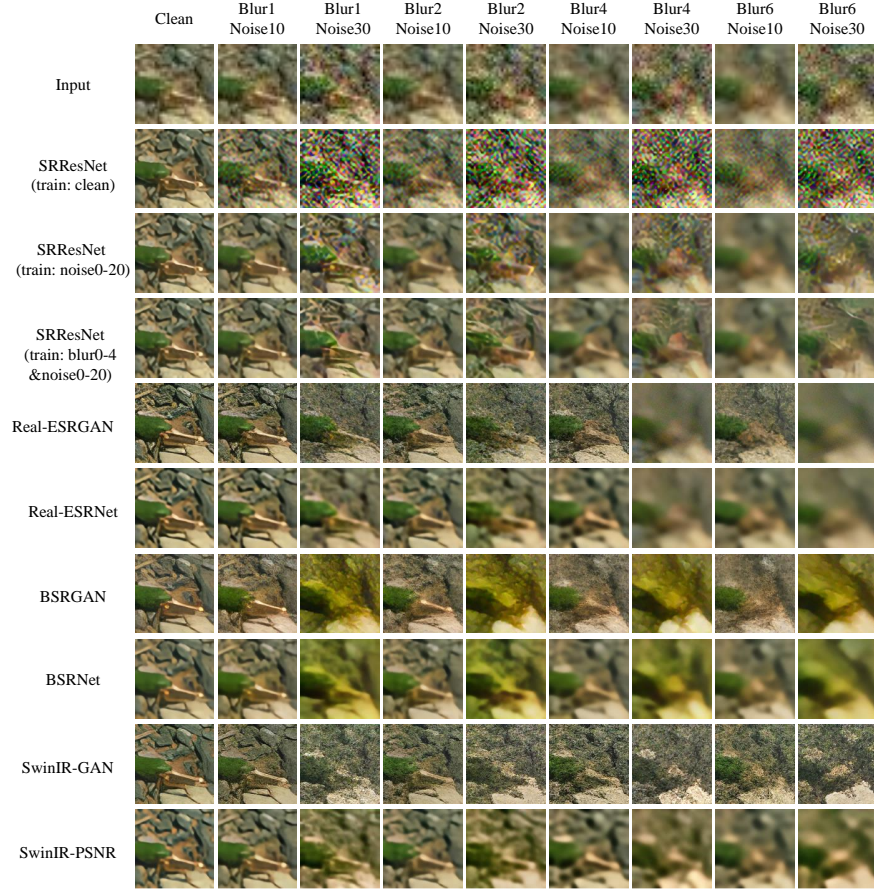 Clean
Blur1
Noise10
Blur1
Noise30
Blur2
Noise10
Blur2
Noise30
Blur4
Noise10
Blur4
Noise30
Blur6
Noise10
Blur6
Noise30
Input
SRResNet
(train: clean)
SRResNet
(train: noise0-20)
SRResNet
(train: blur0-4
&noise0-20)
Real-ESRGAN
Real-ESRNet
BSRGAN
BSRNet
SwinIR-GAN
SwinIR-PSNR